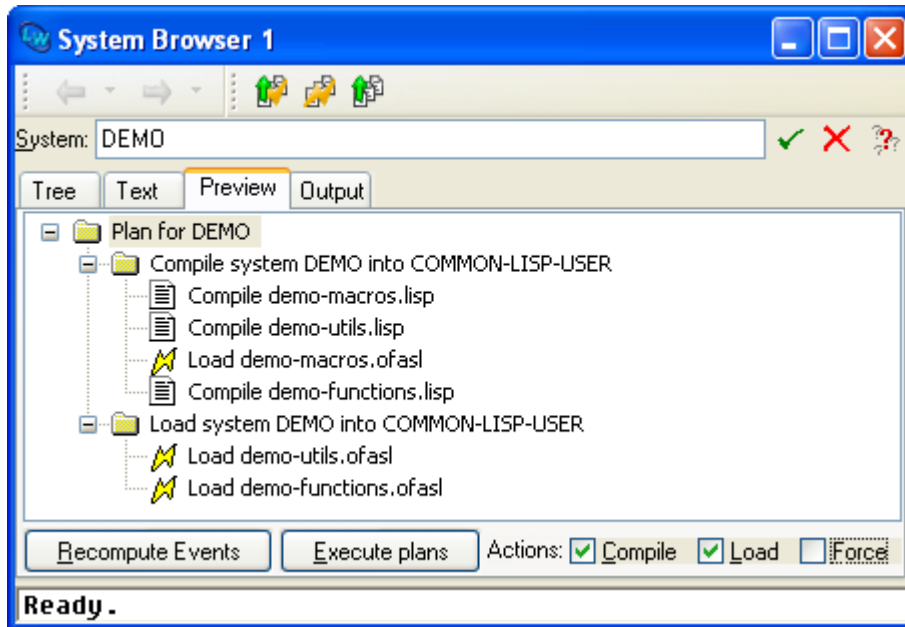 System Browser 1
System: DEMO
Tree Text Preview Output
Plan for DEMO
Compile system DEMO into COMMON-LISP-USER
Compile demo-macros.lisp
Compile demo-utils.lisp
Load demo-macros.ofasl
Compile demo-functions.lisp
Load system DEMO into COMMON-LISP-USER
Load demo-utils.ofasl
Load demo-functions.ofasl
Recompute Events Execute plans Actions: Compile Load Force
Ready.